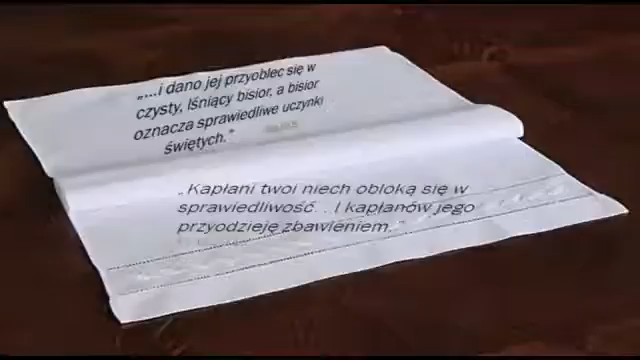 „...i dano jej przyoblec się w
czysty, lśniący bisior, a bisior
oznacza sprawiedliwe uczynki
świętych."
„Kapłani twoi niech obloką się w
sprawiedliwość... I kapłanów jego
przyodzieję zbawieniem."